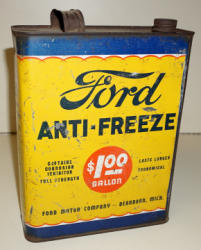 Ford
ANTI-FREEZE
CONTAINS
CORROSION
INHIBITOR
FULL STRENGTH
$1.00
GALLON
LASTS LONGER
ECONOMICAL
FORD MOTOR COMPANY — DEARBORN, MICH.